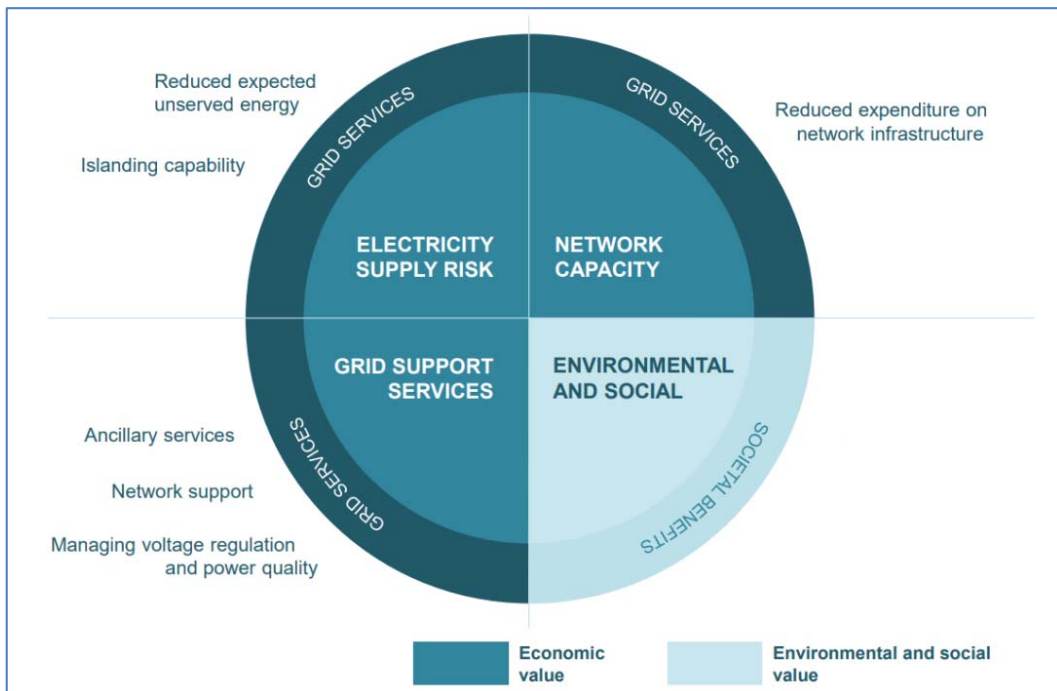 Reduced expected
unserved energy
Islanding capability
GRID SERVICES
ELECTRICITY
SUPPLY RISK
GRID SERVICES
Reduced expenditure on
network infrastructure
NETWORK
CAPACITY
GRID SUPPORT
SERVICES
GRID SERVICES
Ancillary services
Network support
Managing voltage regulation
and power quality
ENVIRONMENTAL
AND SOCIAL
SOCIETAL BENEFITS
Economic
value
Environmental and social
value